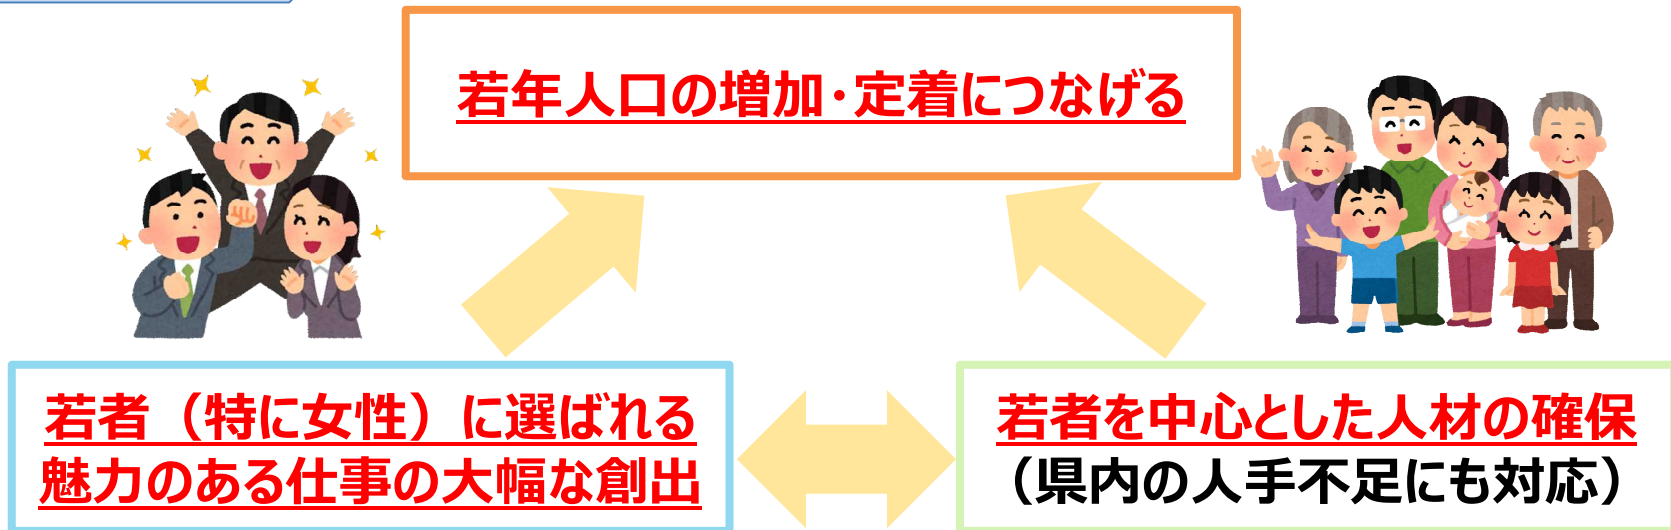 若年人口の増加・定着につなげる
若者（特に女性）に選ばれる
魅力のある仕事の大幅な創出
若者を中心とした人材の確保
（県内の人手不足にも対応）